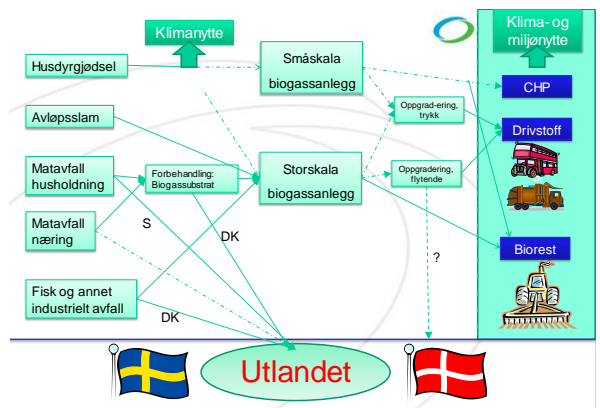 Klimanytte
Klima- og
miljønytte
Husdyrgjødsel
Småskala
biogassanlegg
CHP
Oppgrad-ering,
trykk
Avløpsslam
Drivstoff
Matavfall
husholdning
Forbehandling:
Biogassubstrat
Storskala
biogassanlegg
Oppgradering,
flytende
S
Matavfall
næring
DK
Biorest
?
Fisk og annet
industrielt avfall
DK
Utlandet